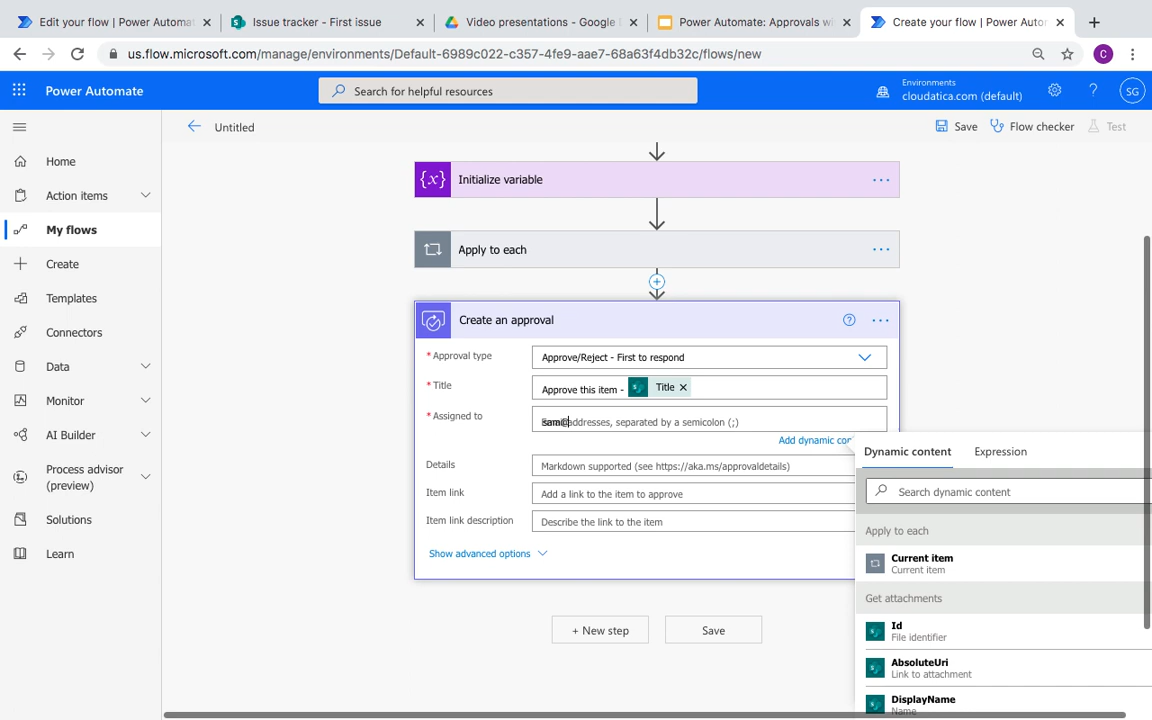 Edit your flow | Power Automat
Issue tracker - First issue
Video presentations - Google
Power Automate: Approvals wi
Create your flow | Power Auto
us.flow.microsoft.com/manage/environments/Default-6989c022-c357-4fe9-aae7-68a63f4db32c/flows/new
C
Power Automate
Search for helpful resources
Environments
cloudatica.com (default)
?
SG
Untitled
Save
Flow checker
Test
Home
Action items
My flows
Create
Templates
Connectors
Data
Monitor
AI Builder
Process advisor
(preview)
Solutions
Learn
{x}
Initialize variable
Apply to each
Create an approval
* Approval type
Approve/Reject - First to respond
* Title
Approve this item - Title
* Assigned to
addresses, separated by a semicolon (;)
Add dynamic con
Details
Markdown supported (see https://aka.ms/approvaldetails)
Item link
Add a link to the item to approve
Item link description
Describe the link to the item
Show advanced options
+ New step
Save
Dynamic content
Expression
Search dynamic content
Apply to each
Current item
Current item
Get attachments
Id
File identifier
AbsoluteUri
Link to attachment
DisplayName
Name